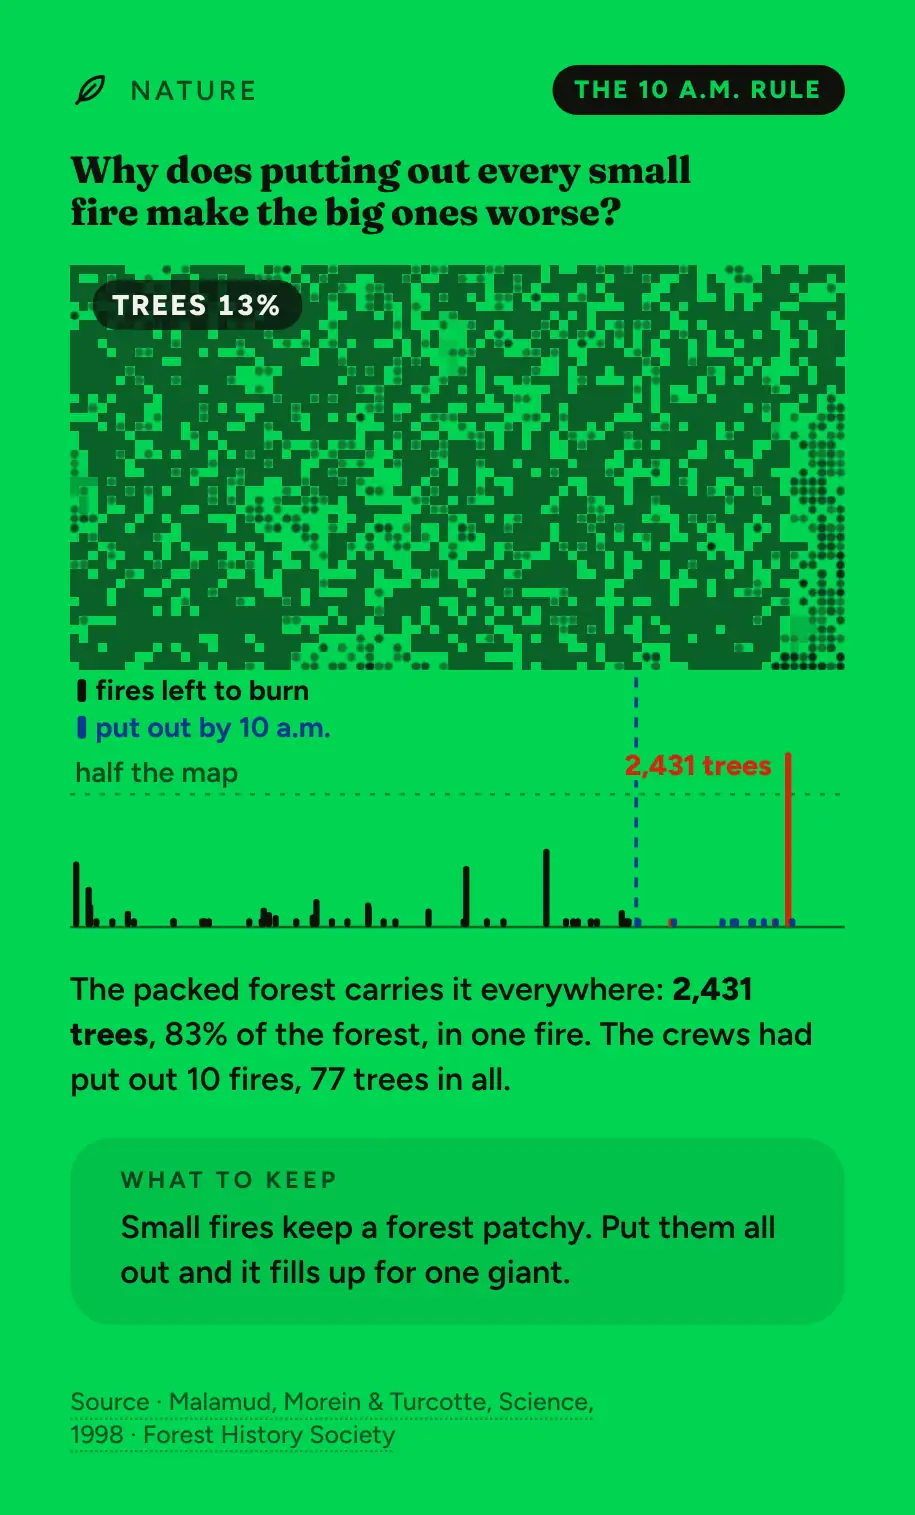 NATURE
THE 10 A.M. RULE
Why does putting out every small
fire make the big ones worse?
TREES 13%
fires left to burn
put out by 10 a.m.
half the map
2,431 trees
The packed forest carries it everywhere: 2,431
trees, 83% of the forest, in one fire. The crews had
put out 10 fires, 77 trees in all.
WHAT TO KEEP
Small fires keep a forest patchy. Put them all
out and it fills up for one giant.
Source · Malamud, Morein & Turcotte, Science,
1998 · Forest History Society